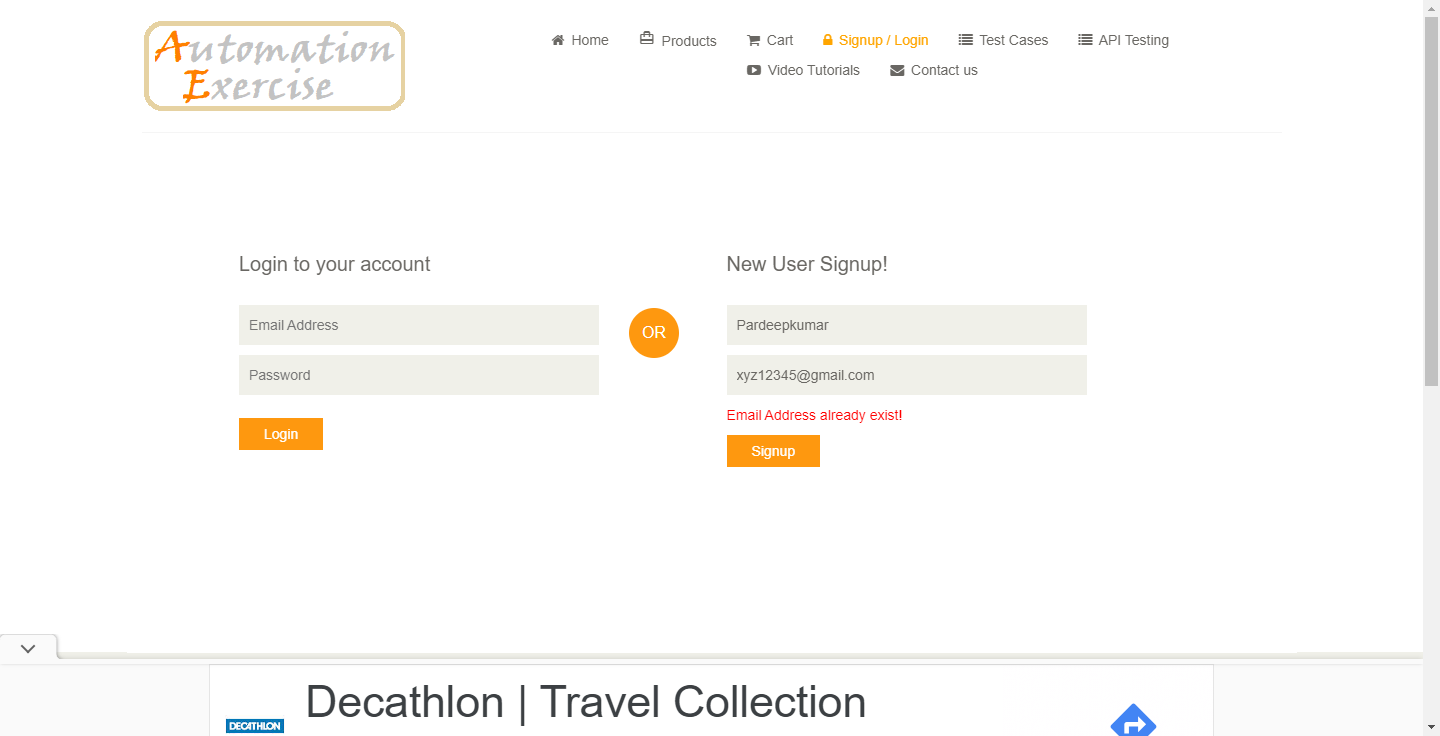 Automation
Exercise
Home
Products
Cart
Signup / Login
Test Cases
API Testing
Video Tutorials
Contact us
Login to your account
Email Address
Password
Login
OR
New User Signup!
Pardeepkumar
xyz12345@gmail.com
Email Address already exist!
Signup
DECATHLON
Decathlon | Travel Collection